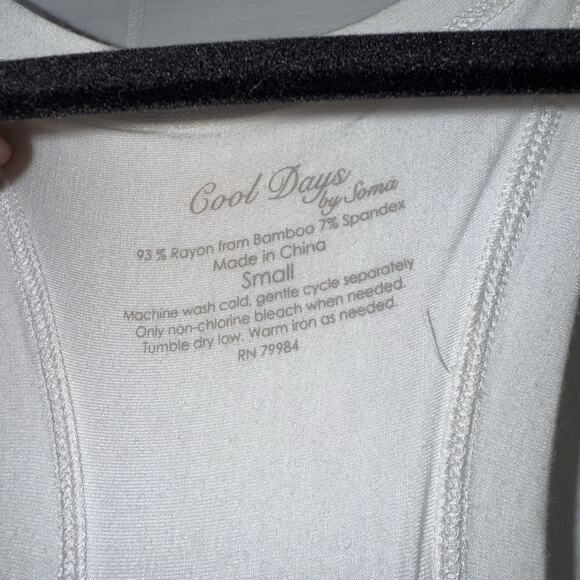 Cool Days
by Soma
93 % Rayon from Bamboo 7% Spandex
Made in China
Small
Machine wash cold, gentle cycle separately
Only non-chlorine bleach when needed.
Tumble dry low. Warm iron as needed.
RN 79984